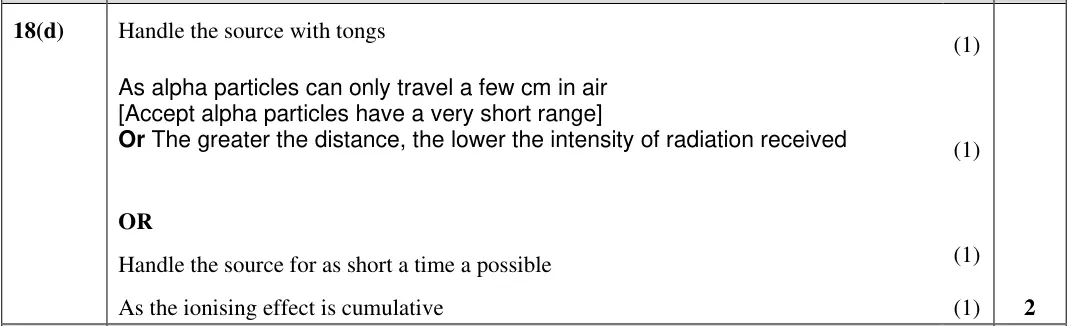 18(d) Handle the source with tongs (1)
As alpha particles can only travel a few cm in air
[Accept alpha particles have a very short range]
Or The greater the distance, the lower the intensity of radiation received (1)
OR
Handle the source for as short a time a possible (1)
As the ionising effect is cumulative (1) 2